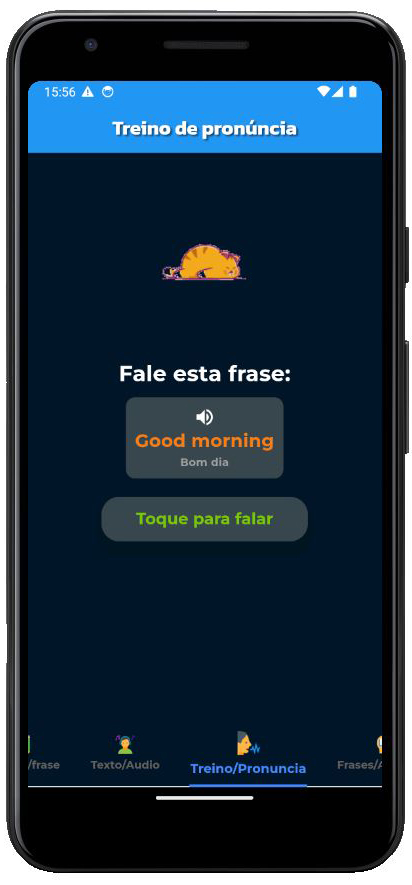 15:56
Treino de pronúncia
Fale esta frase:
Good morning
Bom dia
Toque para falar
/frase Texto/Audio Treino/Pronuncia Frases/A